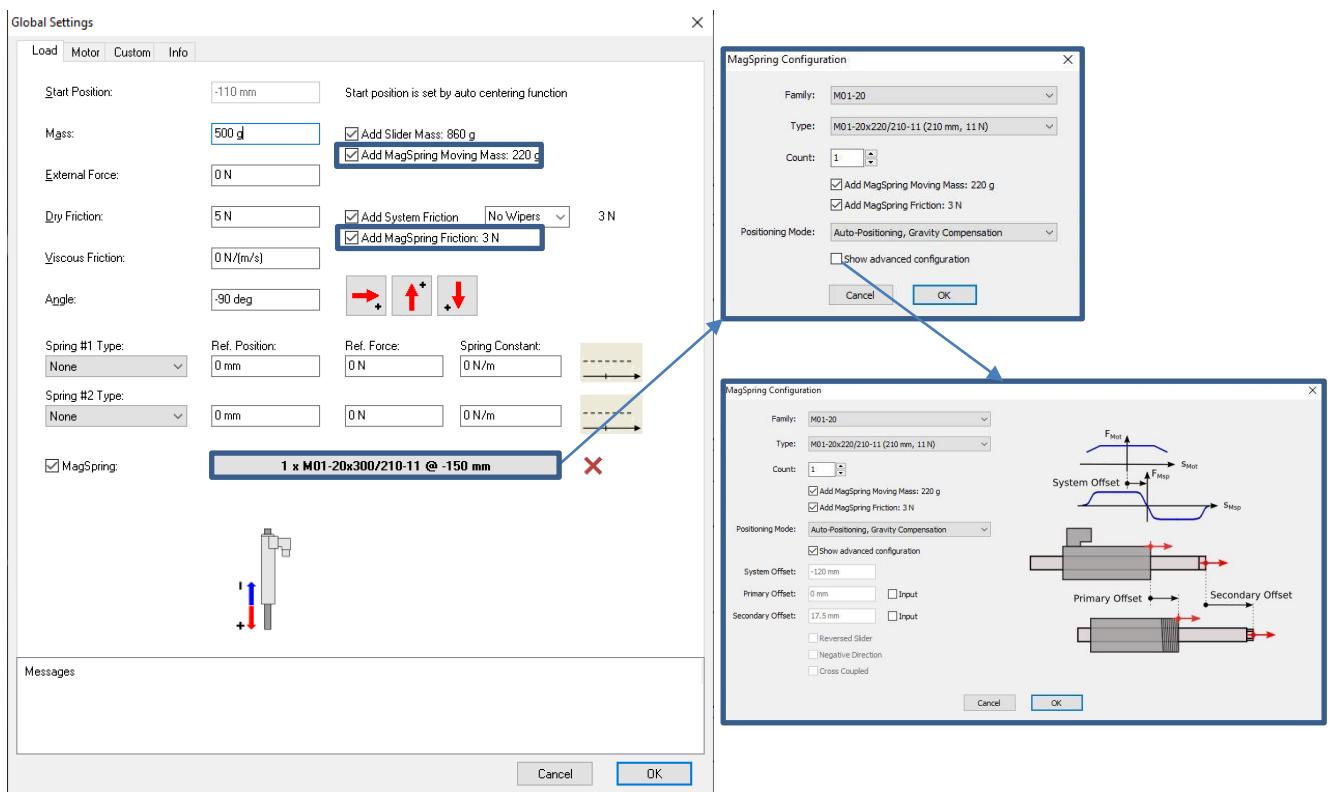 Global Settings
Load Motor Custom Info
Start Position: -110 mm Start position is set by auto centering function
Mass: 500 g Add Slider Mass: 860 g
Add MagSpring Moving Mass: 220 g
External Force: 0 N
Dry Friction: 5 N Add System Friction No Wipers 3 N
Add MagSpring Friction: 3 N
Viscous Friction: 0 N/(m/s)
Angle: -90 deg
Spring #1 Type: Ref. Position: Ref. Force: Spring Constant:
None 0 mm 0 N 0 N/m
Spring #2 Type:
None 0 mm 0 N 0 N/m
MagSpring: 1 x M01-20x300/210-11 @ -150 mm
Messages
Cancel OK
MagSpring Configuration
Family: M01-20
Type: M01-20x220/210-11 (210 mm, 11 N)
Count: 1
Add MagSpring Moving Mass: 220 g
Add MagSpring Friction: 3 N
Positioning Mode: Auto-Positioning, Gravity Compensation
Show advanced configuration
Cancel OK
MagSpring Configuration
Family: M01-20
Type: M01-20x220/210-11 (210 mm, 11 N)
Count: 1
Add MagSpring Moving Mass: 220 g
Add MagSpring Friction: 3 N
Positioning Mode: Auto-Positioning, Gravity Compensation
Show advanced configuration
System Offset: -120 mm
Primary Offset: 0 mm Input
Secondary Offset: 17.5 mm Input
Reversed Slider
Negative Direction
Cross Coupled
FMot
sMot
FMsp
System Offset
sMsp
Primary Offset Secondary Offset
Cancel OK